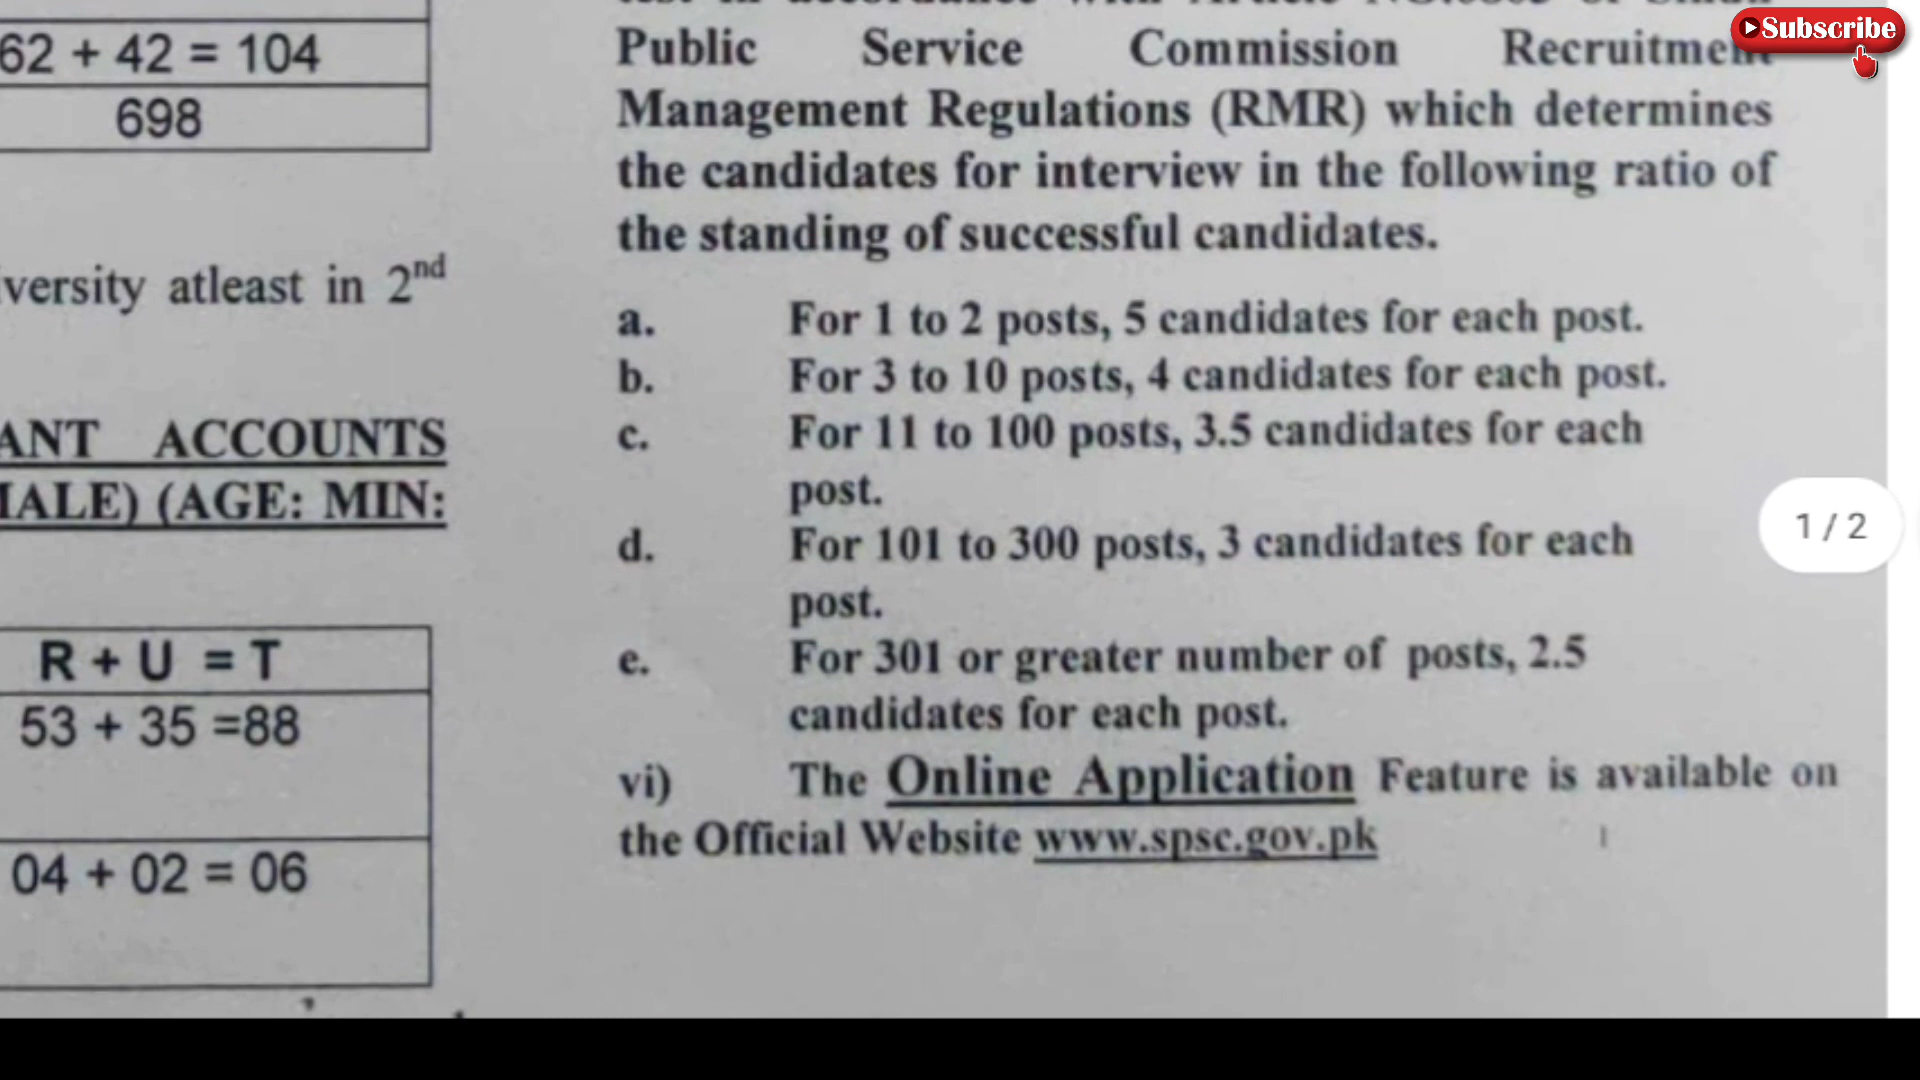 62 + 42 = 104
698
versity atleast in 2nd
ANT ACCOUNTS
MALE) (AGE: MIN:
R + U = T
53 + 35 =88
04 + 02 = 06
Public Service Commission Recruitment
Management Regulations (RMR) which determines
the candidates for interview in the following ratio of
the standing of successful candidates.
a. For 1 to 2 posts, 5 candidates for each post.
b. For 3 to 10 posts, 4 candidates for each post.
c. For 11 to 100 posts, 3.5 candidates for each
post.
d. For 101 to 300 posts, 3 candidates for each
post.
e. For 301 or greater number of posts, 2.5
candidates for each post.
vi) The Online Application Feature is available on
the Official Website www.spsc.gov.pk
Subscribe
1 / 2